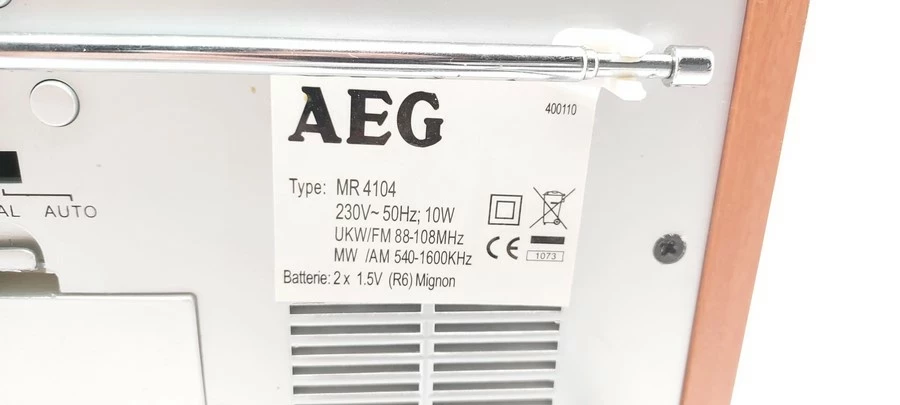 AEG
400110
Type: MR 4104
230V~ 50Hz; 10W
UKW/FM 88-108MHz
MW /AM 540-1600KHz
CE
1073
Batterie: 2 x 1.5V (R6) Mignon
AUTO